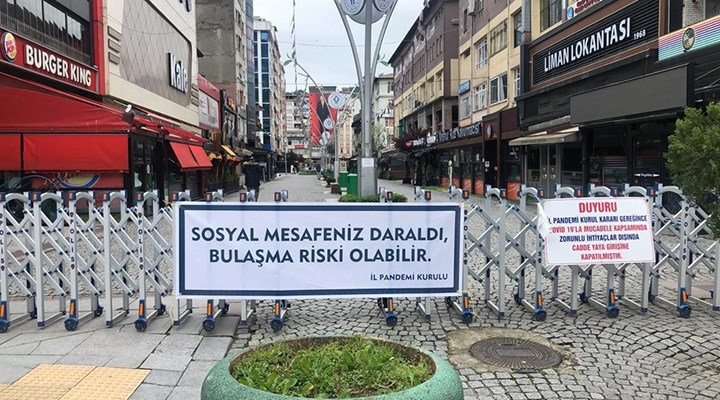 BURGER KING
LİMAN LOKANTASI
1968
SOSYAL MESAFENİZ DARALDI,
BULAŞMA RİSKİ OLABİLİR.
İL PANDEMİ KURULU
DUYURU
İL PANDEMİ KURUL KARARI GEREĞİNCE
COVID 19'LA MÜCADELE KAPSAMINDA
ZORUNLU İHTİYAÇLAR DIŞINDA
CADDE YAYA GİRİŞİNE
KAPATILMIŞTIR.